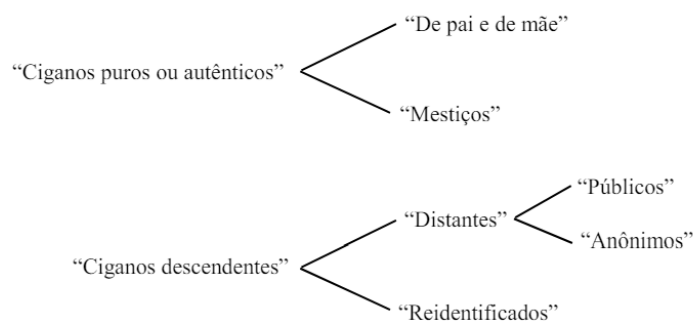 “De pai e de mãe”
“Ciganos puros ou autênticos”
“Mestiços”
“Públicos”
“Distantes”
“Anônimos”
“Ciganos descendentes”
“Reidentificados”